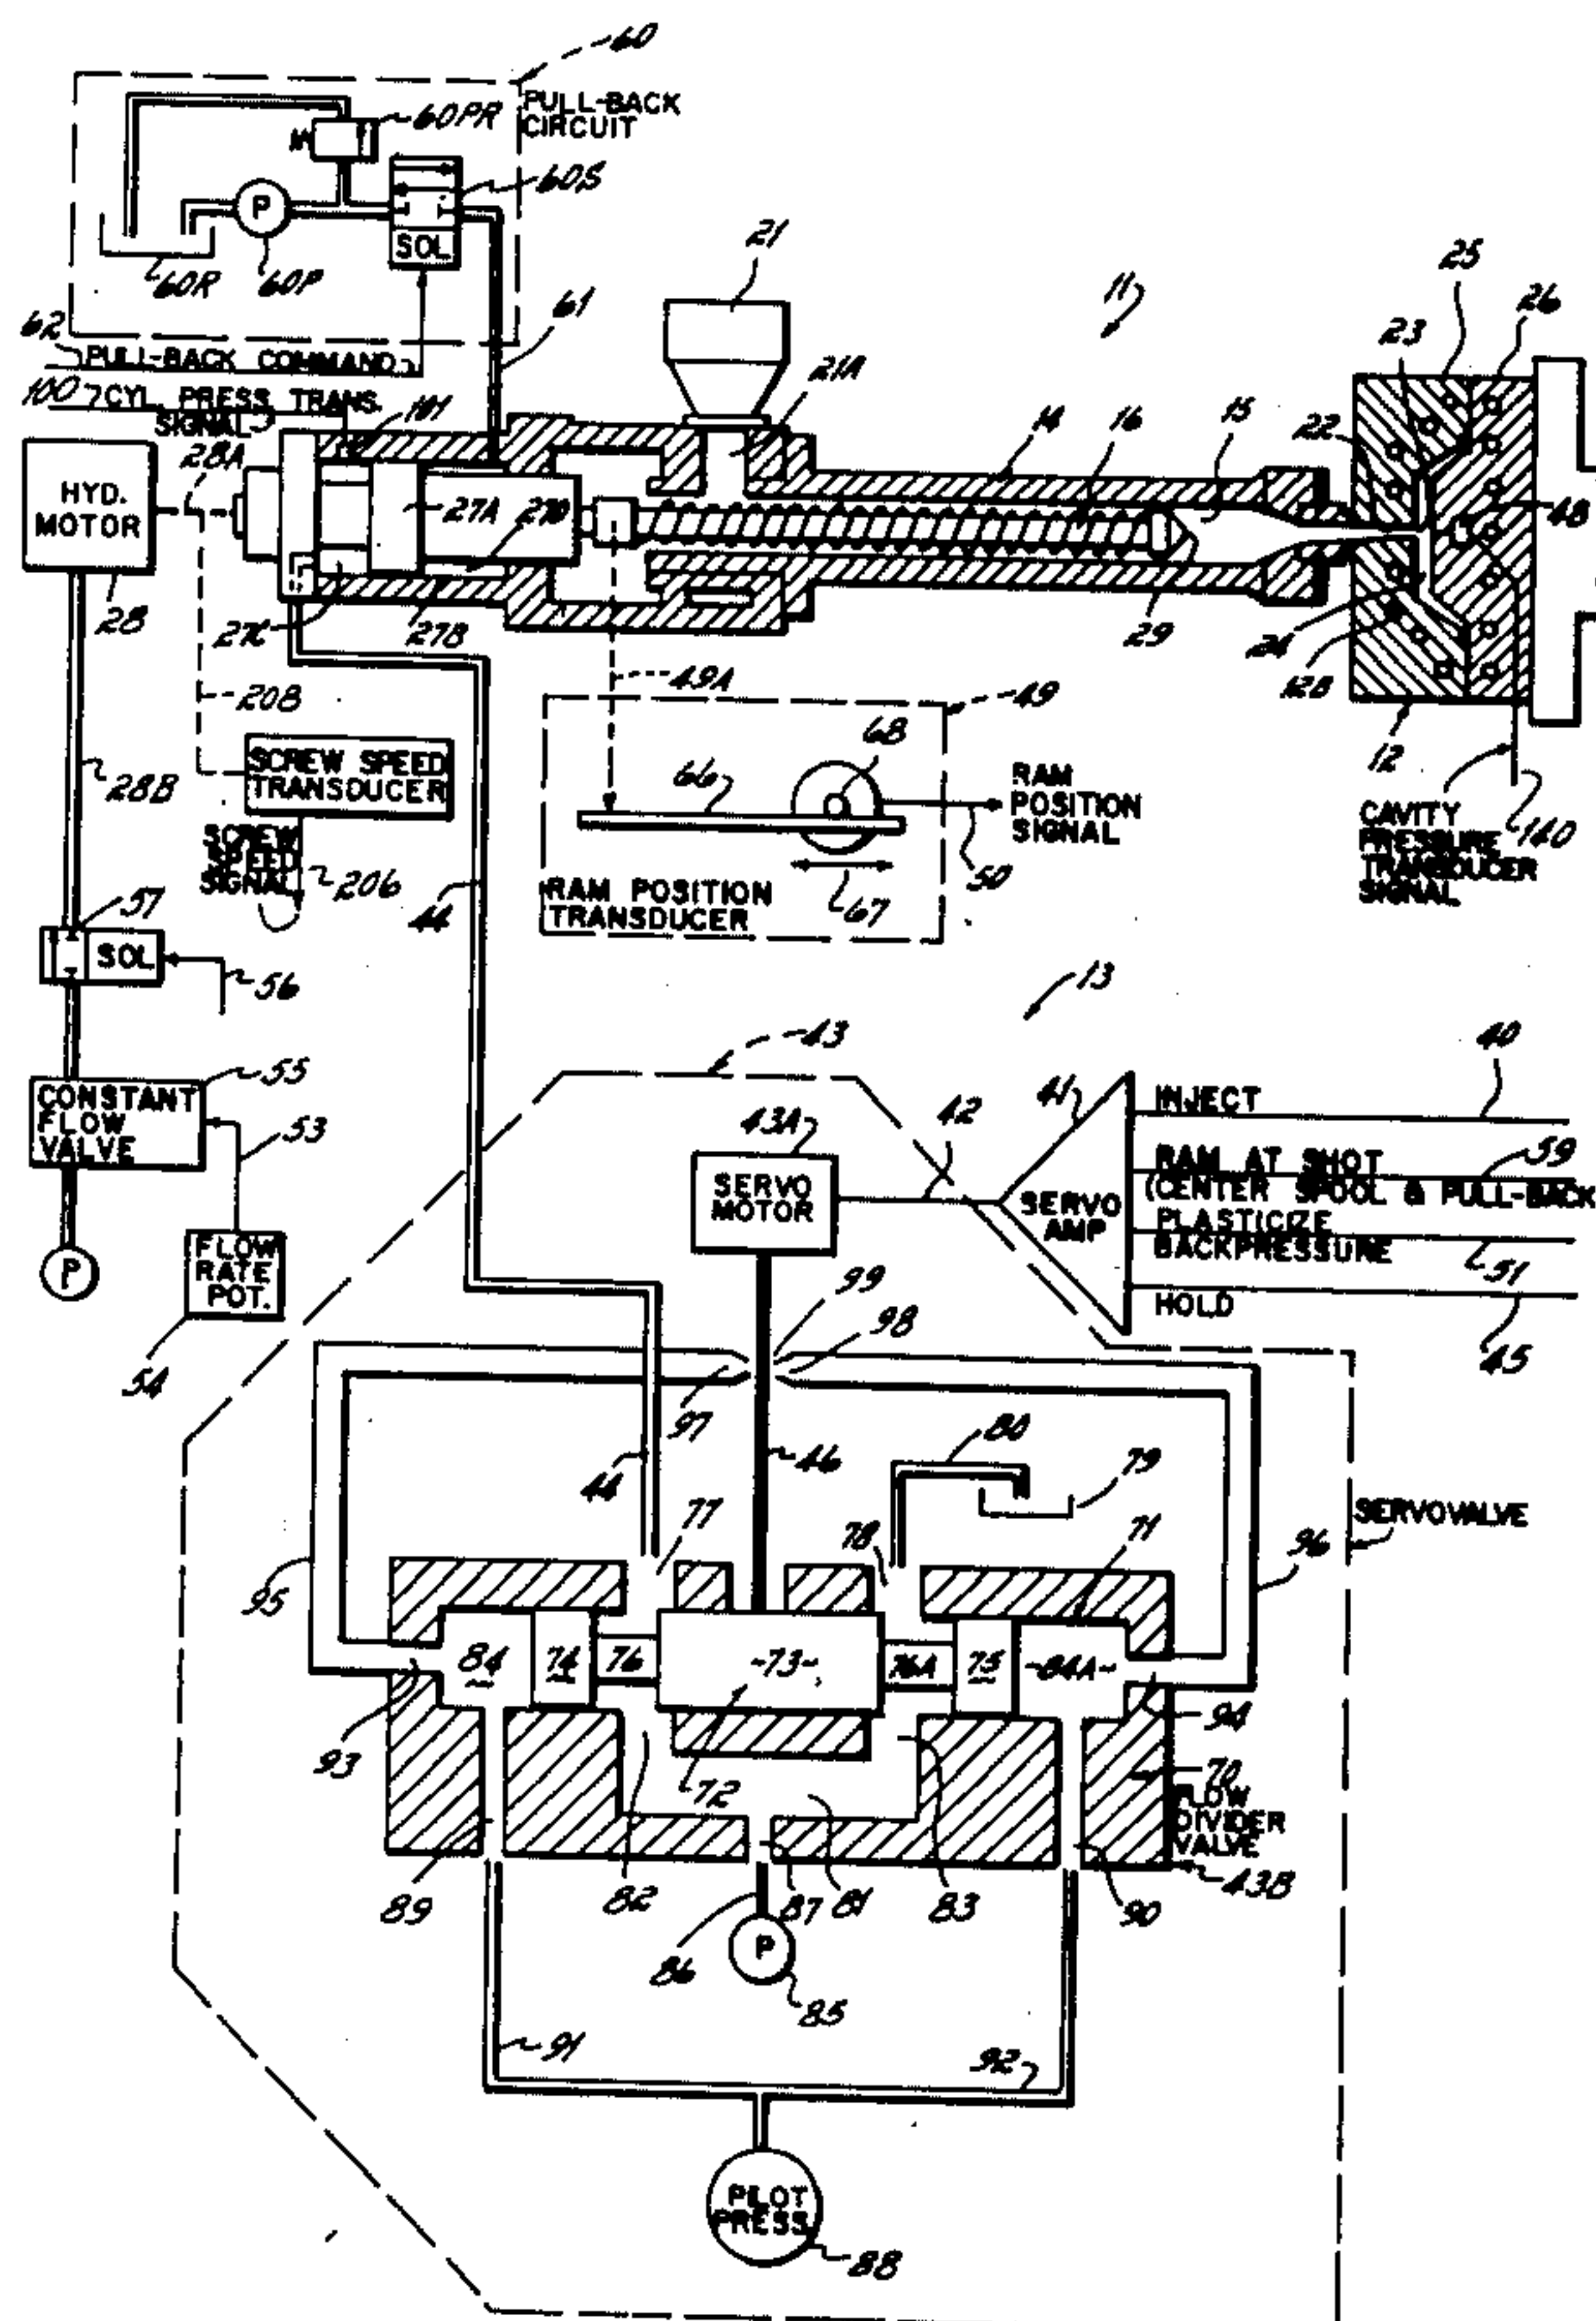 60
PULL-BACK
CIRCUIT
60PR
60S
P
SOL
60R
60P
62
PULL-BACK COMMAND
61
100
CYL. PRESS. TRANS.
SIGNAL
101
21
21A
11
14
16
15
22
23
25
26
48
HYD.
MOTOR
28A
28
27A
27D
27C
27B
29
24
128
12
CAVITY
PRESSURE
TRANSDUCER
SIGNAL
140
208
28B
SCREW SPEED
TRANSDUCER
SCREW
SPEED
SIGNAL
206
49A
49
66
68
RAM
POSITION
SIGNAL
50
RAM POSITION
TRANSDUCER
67
44
57
SOL
56
13
CONSTANT
FLOW
VALVE
55
53
P
FLOW
RATE
POT.
54
43
43A
SERVO
MOTOR
42
41
SERVO
AMP
INJECT
40
RAM AT SHOT
59
(CENTER SPOOL & PULL-BACK
PLASTICIZE
BACKPRESSURE
51
HOLD
45
99
98
97
44
46
80
79
SERVOVALVE
77
78
71
96
95
84
74
76
-73-
76A
75
-84A-
93
94
72
70
FLOW
DIVIDER
VALVE
43B
89
82
87
81
83
90
86
P
85
91
92
PILOT
PRESS.
88